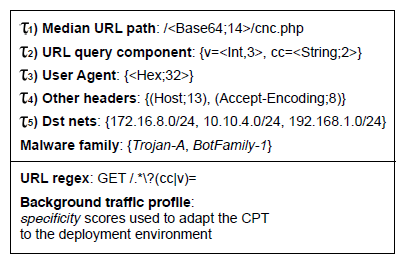 τ1) Median URL path: /<Base64;14>/cnc.php
τ2) URL query component: {v=<Int,3>, cc=<String;2>}
τ3) User Agent: {<Hex;32>}
τ4) Other headers: {(Host;13), (Accept-Encoding;8)}
τ5) Dst nets: {172.16.8.0/24, 10.10.4.0/24, 192.168.1.0/24}
Malware family: {Trojan-A, BotFamily-1}
URL regex: GET /.*\?(cc|v)=
Background traffic profile:
specificity scores used to adapt the CPT
to the deployment environment